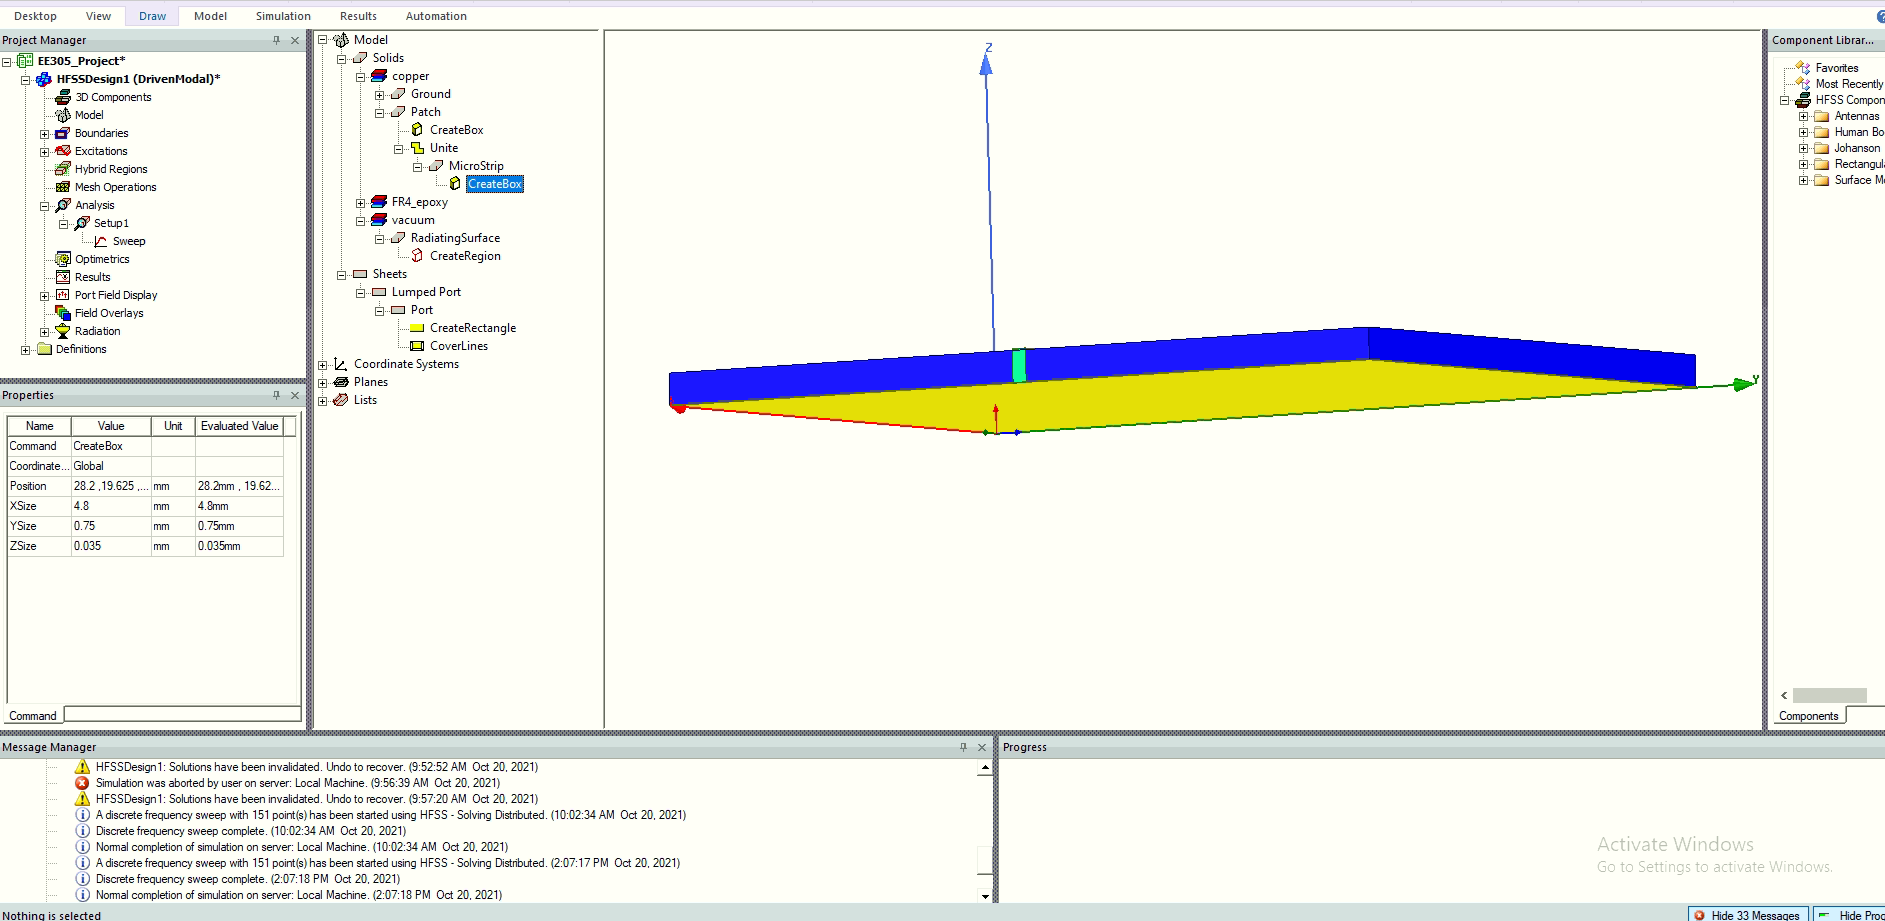 Desktop View Draw Model Simulation Results Automation
Project Manager
EE305_Project*
HFSSDesign1 (DrivenModal)*
3D Components
Model
Boundaries
Excitations
Hybrid Regions
Mesh Operations
Analysis
Setup1
Sweep
Optimetrics
Results
Port Field Display
Field Overlays
Radiation
Definitions
Properties
Name Value Unit Evaluated Value
Command CreateBox
Coordinate... Global
Position 28.2 ,19.625 ,... mm 28.2mm , 19.62...
XSize 4.8 mm 4.8mm
YSize 0.75 mm 0.75mm
ZSize 0.035 mm 0.035mm
Command
Model
Solids
copper
Ground
Patch
CreateBox
Unite
MicroStrip
CreateBox
FR4_epoxy
vacuum
RadiatingSurface
CreateRegion
Sheets
Lumped Port
Port
CreateRectangle
CoverLines
Coordinate Systems
Planes
Lists
Z
Y
Component Librar...
Favorites
Most Recently
HFSS Compon
Antennas
Human Bo
Johanson
Rectangula
Surface M
Components
Message Manager
HFSSDesign1: Solutions have been invalidated. Undo to recover. (9:52:52 AM Oct 20, 2021)
Simulation was aborted by user on server: Local Machine. (9:56:39 AM Oct 20, 2021)
HFSSDesign1: Solutions have been invalidated. Undo to recover. (9:57:20 AM Oct 20, 2021)
A discrete frequency sweep with 151 point(s) has been started using HFSS - Solving Distributed. (10:02:34 AM Oct 20, 2021)
Discrete frequency sweep complete. (10:02:34 AM Oct 20, 2021)
Normal completion of simulation on server: Local Machine. (10:02:34 AM Oct 20, 2021)
A discrete frequency sweep with 151 point(s) has been started using HFSS - Solving Distributed. (2:07:17 PM Oct 20, 2021)
Discrete frequency sweep complete. (2:07:18 PM Oct 20, 2021)
Normal completion of simulation on server: Local Machine. (2:07:18 PM Oct 20, 2021)
Progress
Activate Windows
Go to Settings to activate Windows.
Nothing is selected
Hide 33 Messages
Hide Proc